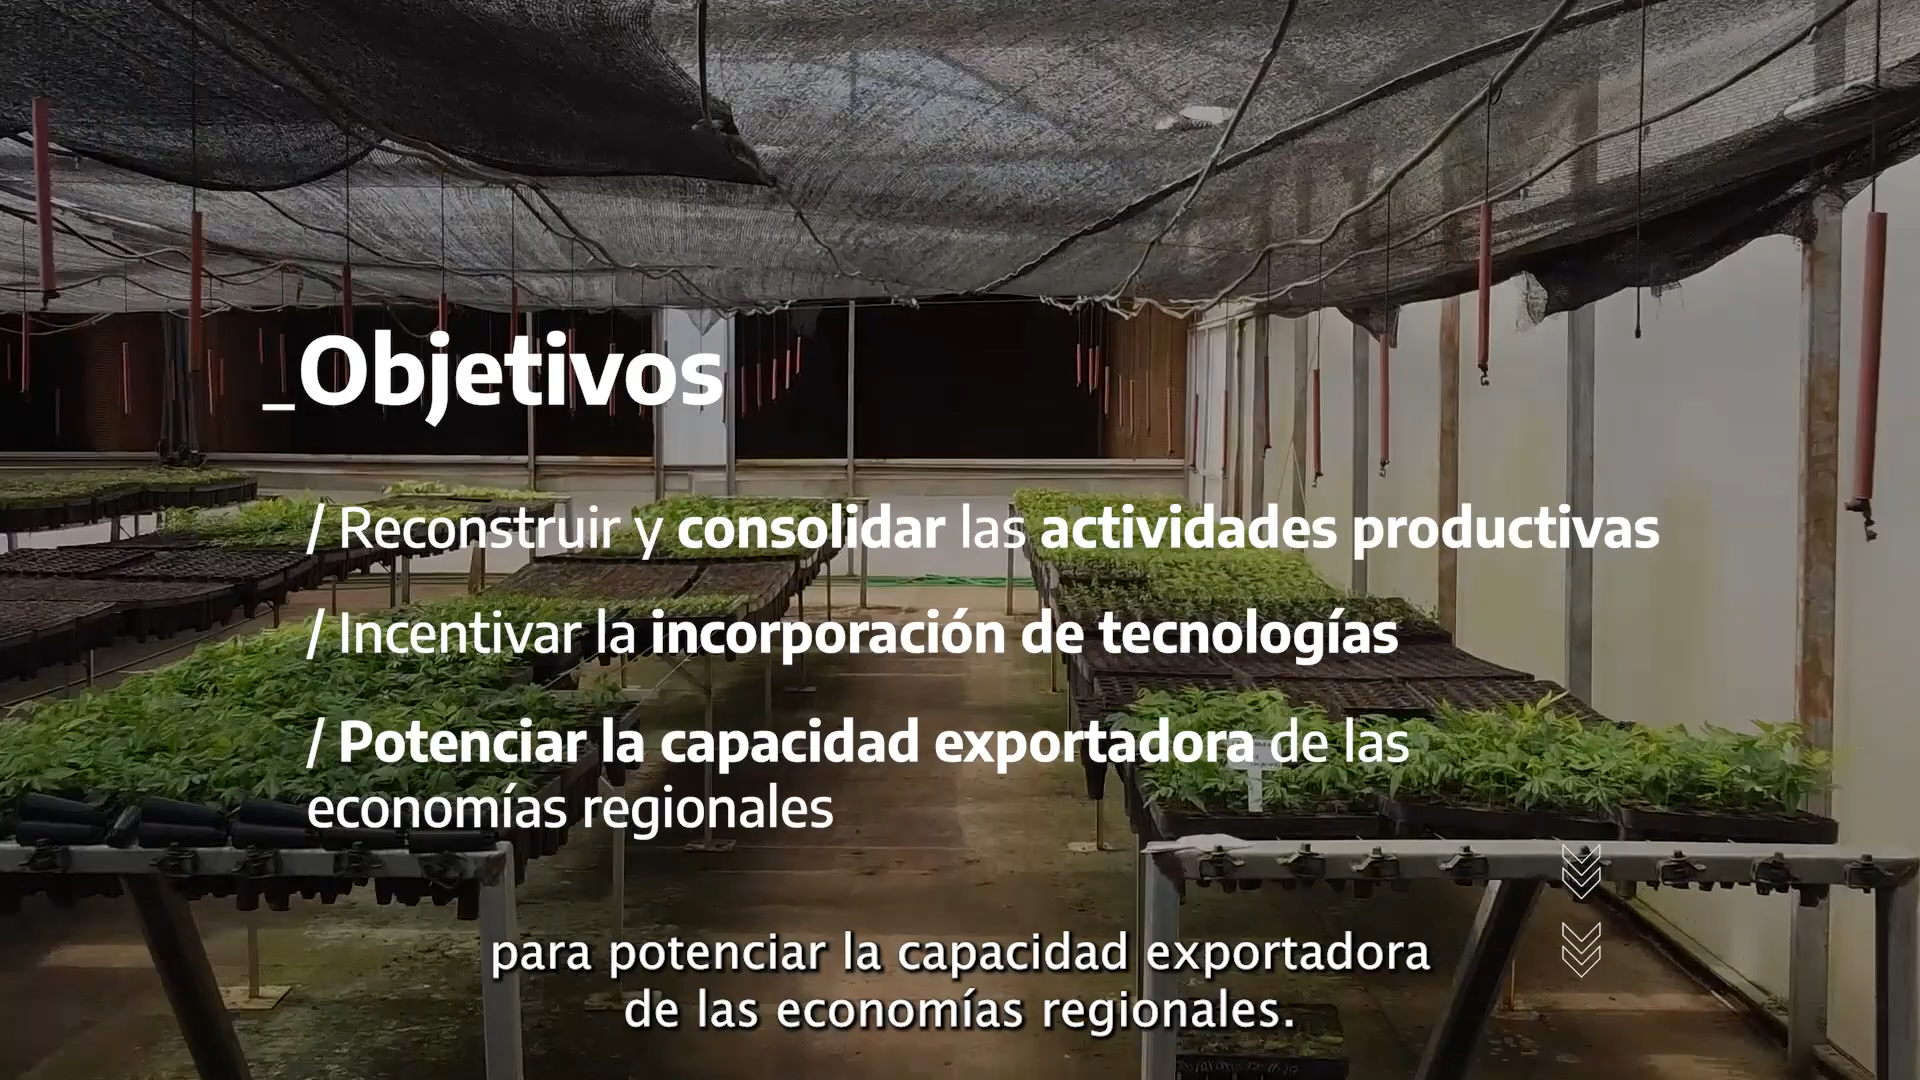 _Objetivos
/ Reconstruir y consolidar las actividades productivas
/ Incentivar la incorporación de tecnologías
/ Potenciar la capacidad exportadora de las
economías regionales
para potenciar la capacidad exportadora
de las economías regionales.